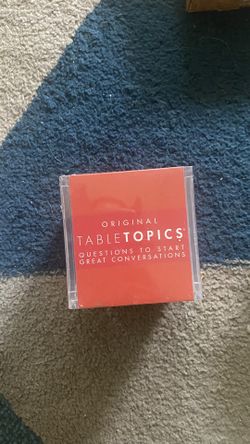 ORIGINAL
TABLETOPICS®
QUESTIONS TO START
GREAT CONVERSATIONS